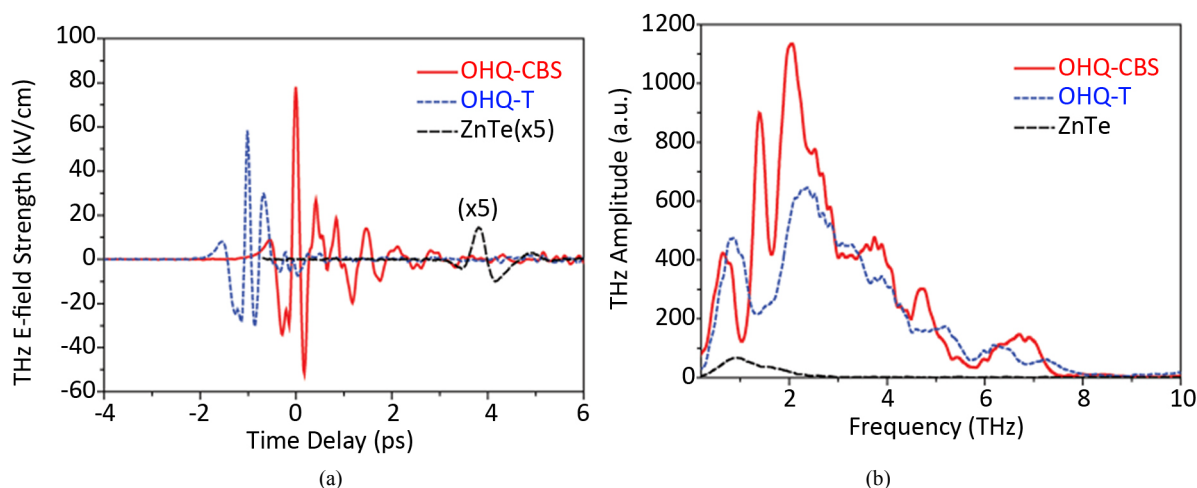 100
80
60
40
20
0
-20
-40
-60
THz E-field Strength (kV/cm)
OHQ-CBS
OHQ-T
ZnTe(x5)
(x5)
-4
-2
0
2
4
6
Time Delay (ps)
(a)
1200
1000
800
600
400
200
0
THz Amplitude (a.u.)
OHQ-CBS
OHQ-T
ZnTe
2
4
6
8
10
Frequency (THz)
(b)